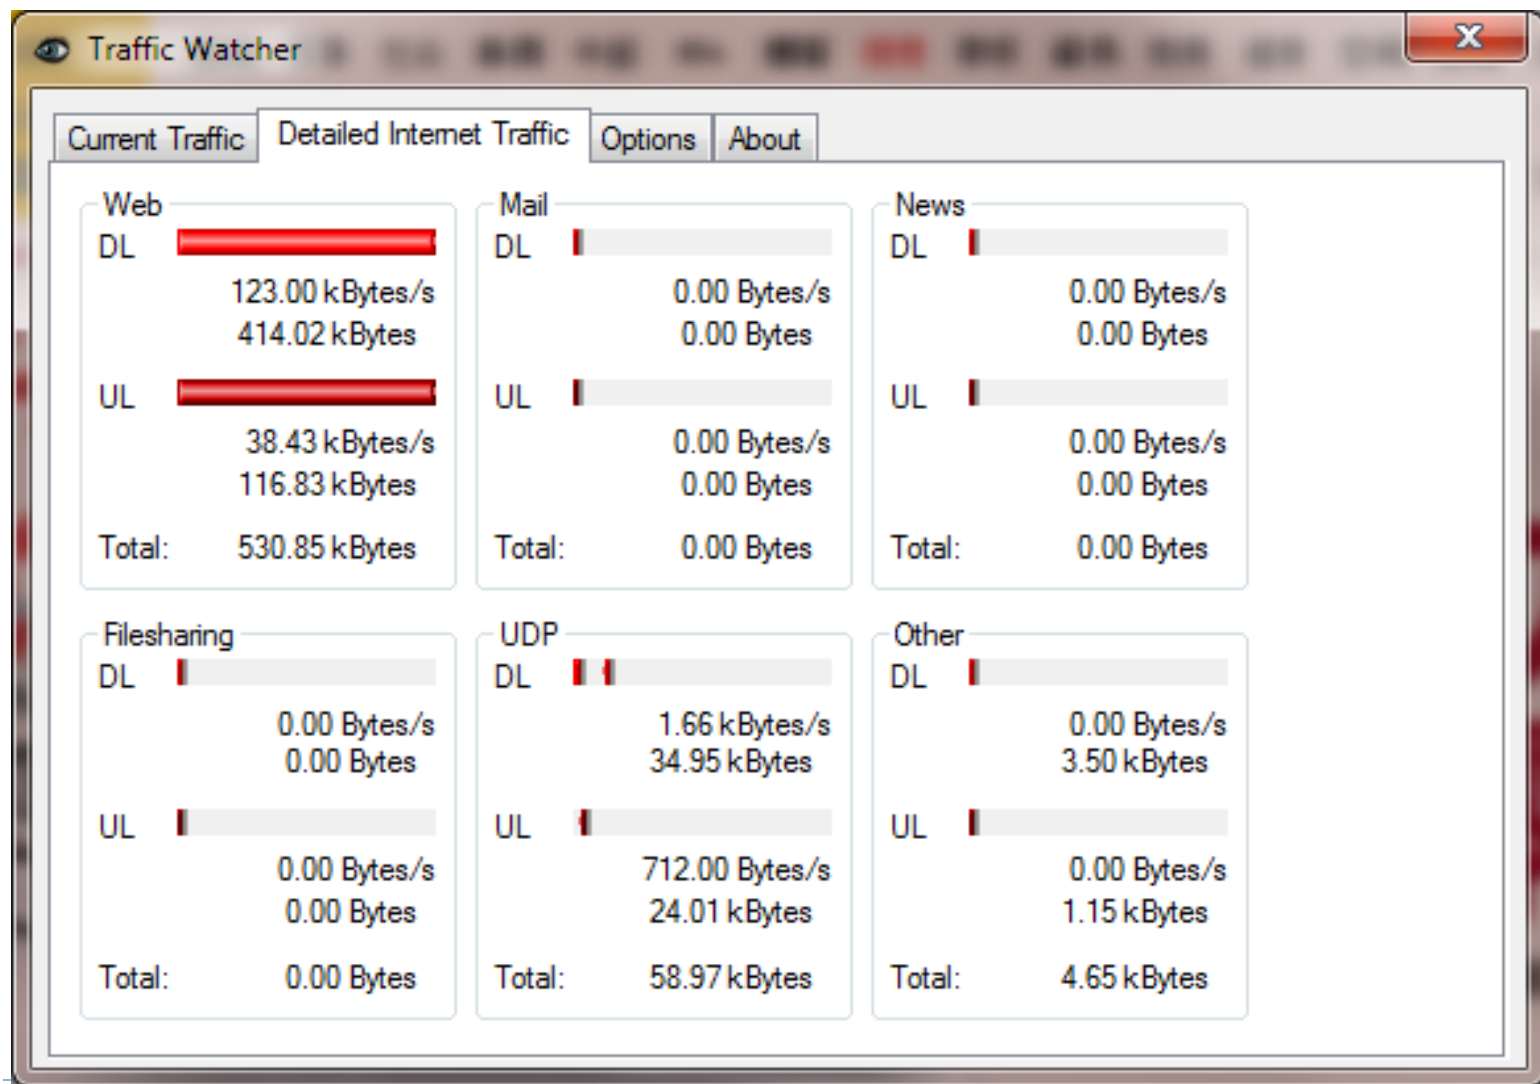 Traffic Watcher
X
Current Traffic Detailed Internet Traffic Options About
Web
DL
123.00 kBytes/s
414.02 kBytes
UL
38.43 kBytes/s
116.83 kBytes
Total: 530.85 kBytes
Mail
DL
0.00 Bytes/s
0.00 Bytes
UL
0.00 Bytes/s
0.00 Bytes
Total: 0.00 Bytes
News
DL
0.00 Bytes/s
0.00 Bytes
UL
0.00 Bytes/s
0.00 Bytes
Total: 0.00 Bytes
Filesharing
DL
0.00 Bytes/s
0.00 Bytes
UL
0.00 Bytes/s
0.00 Bytes
Total: 0.00 Bytes
UDP
DL
1.66 kBytes/s
34.95 kBytes
UL
712.00 Bytes/s
24.01 kBytes
Total: 58.97 kBytes
Other
DL
0.00 Bytes/s
3.50 kBytes
UL
0.00 Bytes/s
1.15 kBytes
Total: 4.65 kBytes